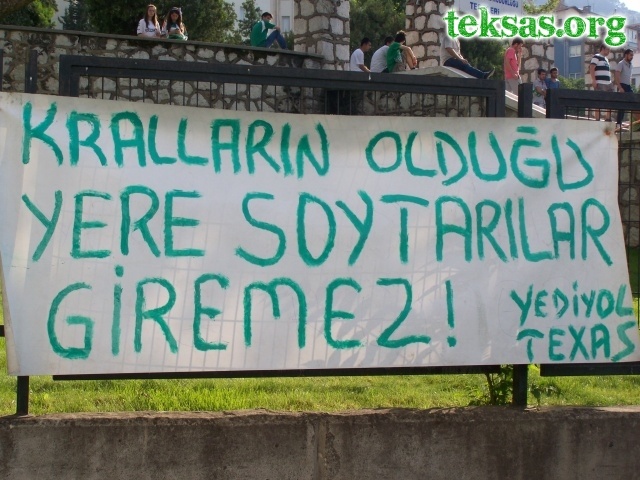 teksas.org
KRALLARIN OLDUĞU
YERE SOYTARILAR
GİREMEZ!
YEDİYOL
TEXAS